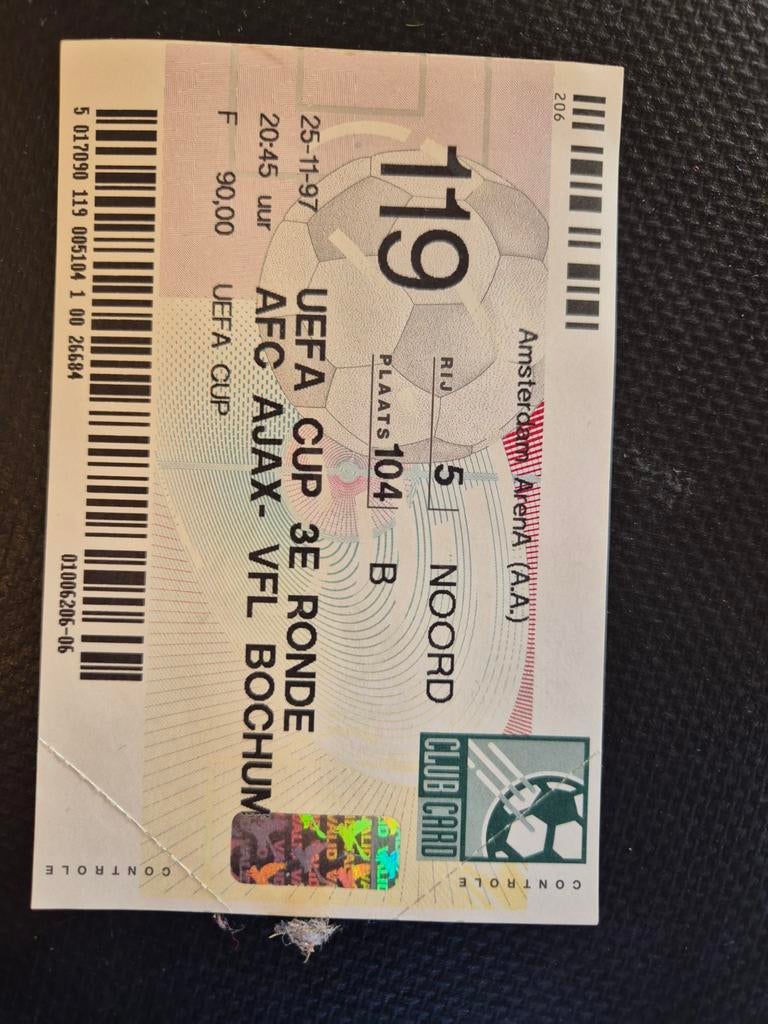 206
Amsterdam ArenA (A.A.)
119
RIJ 5 NOORD
PLAATS 104 B
25-11-97 UEFA CUP 3E RONDE
20:45 uur AFC AJAX- VFL BOCHUM
F 90,00 UEFA CUP
5 017090 119 005104 1 00 26684
01006206-06
CLUB CARD
CONTROLE
CONTROLE
VALID